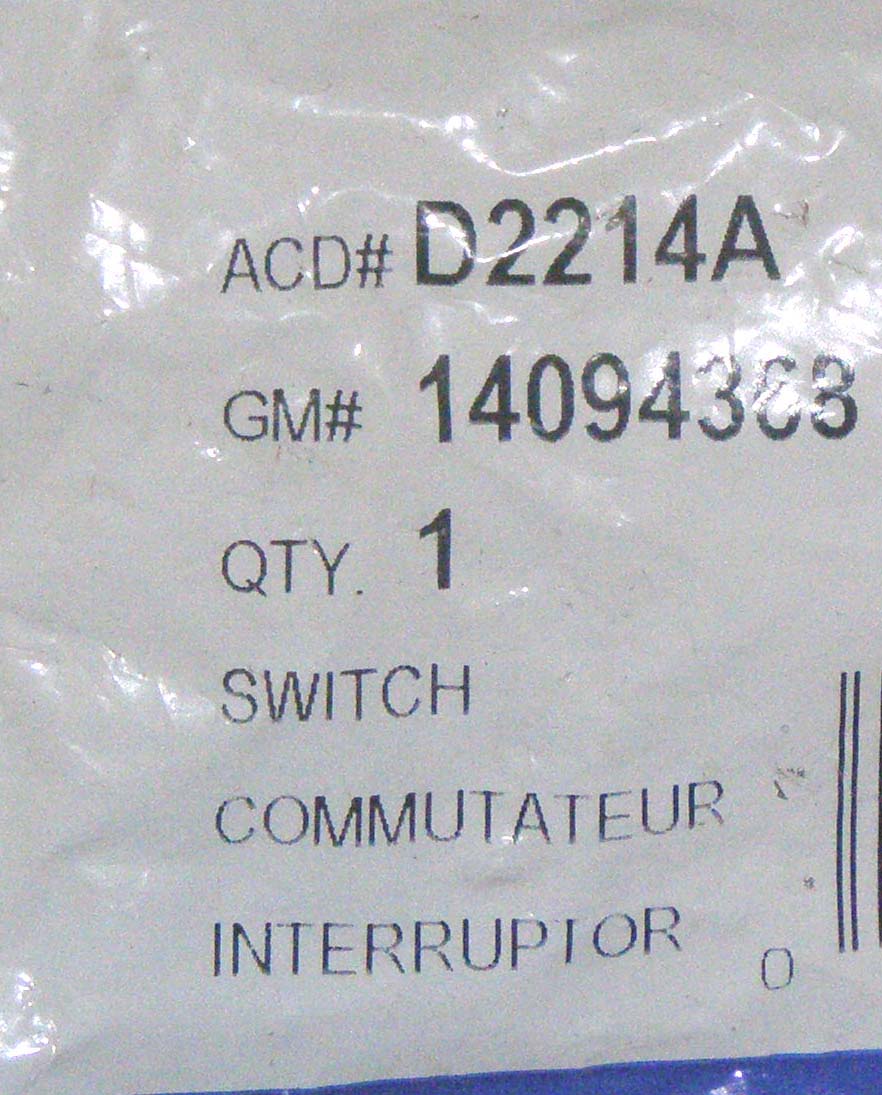 ACD# D2214A
GM#
QTY. 1
SWITCH
COMMUTATEUR
INTERRUPTOR
0